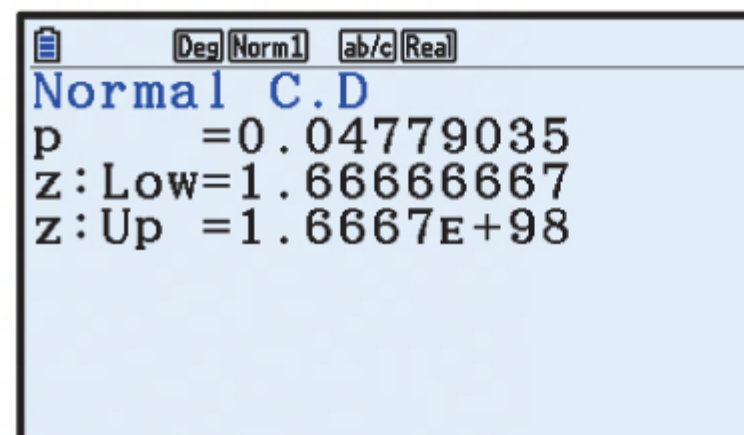 Deg Norm1 ab/c Real
Normal C.D
p =0.04779035
z:Low=1.66666667
z:Up =1.6667E+98